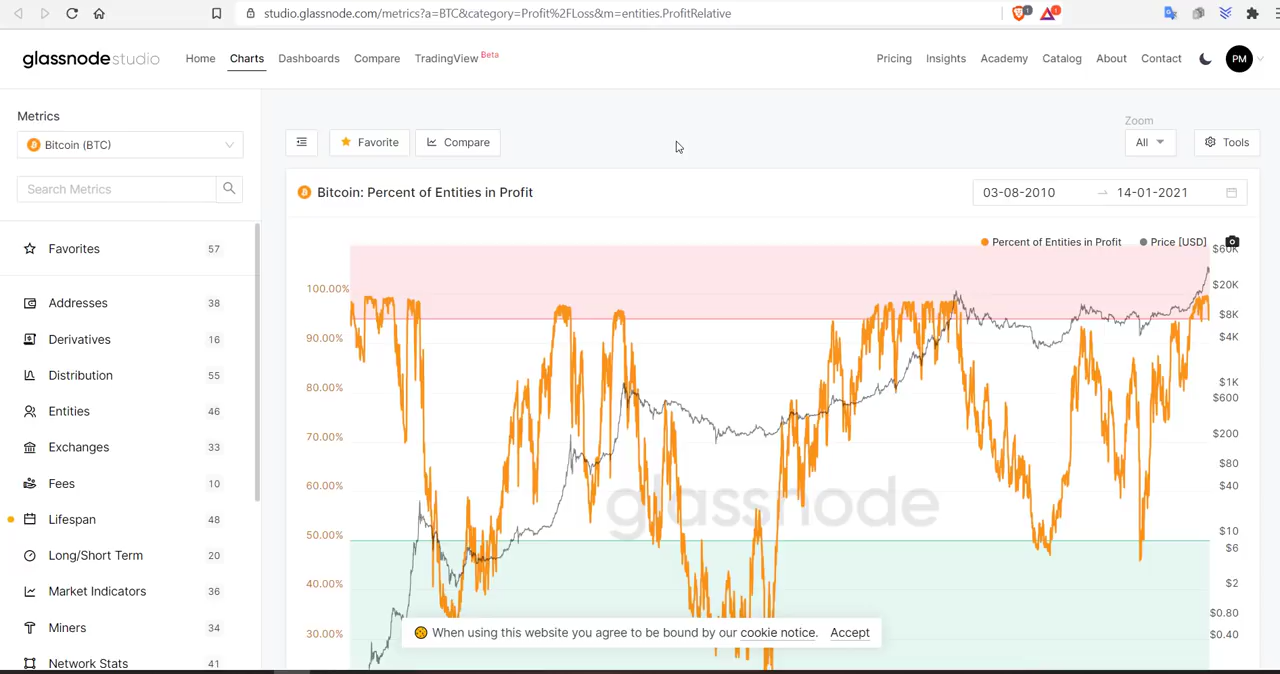 studio.glassnode.com/metrics?a=BTC&category=Profit%2FLoss&m=entities.ProfitRelative
1
1
glassnodestudio
Home
Charts
Dashboards
Compare
TradingView Beta
Pricing
Insights
Academy
Catalog
About
Contact
PM
Metrics
Bitcoin (BTC)
Search Metrics
Favorites 57
Addresses 38
Derivatives 16
Distribution 55
Entities 46
Exchanges 33
Fees 10
Lifespan 48
Long/Short Term 20
Market Indicators 36
Miners 34
Network Stats 41
Favorite
Compare
Zoom
All
Tools
Bitcoin: Percent of Entities in Profit
03-08-2010 → 14-01-2021
Percent of Entities in Profit
Price [USD]
100.00%
90.00%
80.00%
70.00%
60.00%
50.00%
40.00%
30.00%
$60K
$20K
$8K
$4K
$1K
$600
$200
$80
$40
$10
$6
$2
$0.80
$0.40
glassnode
When using this website you agree to be bound by our cookie notice. Accept